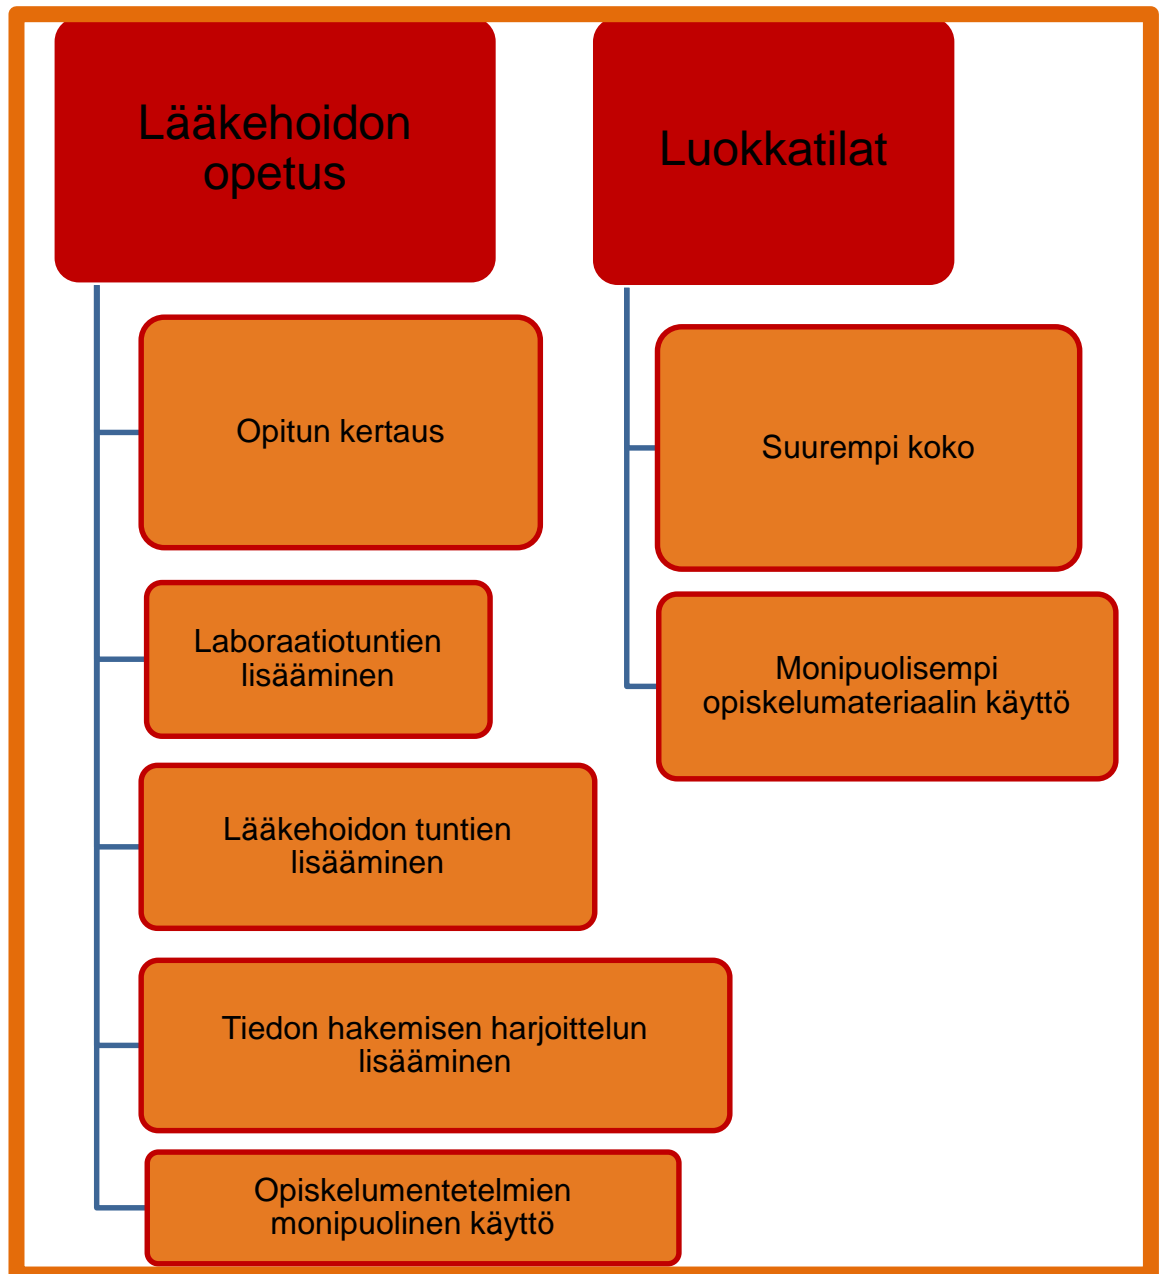 Lääkehoidon
opetus
Opitun kertaus
Laboraatiotuntien
lisääminen
Lääkehoidon tuntien
lisääminen
Tiedon hakemisen harjoittelun
lisääminen
Opiskelumentetelmien
monipuolinen käyttö
Luokkatilat
Suurempi koko
Monipuolisempi
opiskelumateriaalin käyttö